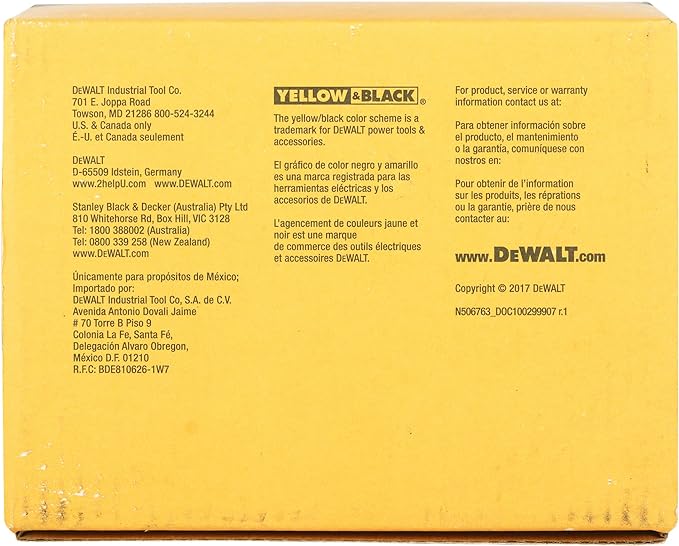 DEWALT Industrial Tool Co.
701 E. Joppa Road
Towson, MD 21286 800-524-3244
U.S. & Canada only
É.-U. et Canada seulement
DEWALT
D-65509 Idstein, Germany
www.2helpU.com www.DEWALT.com
Stanley Black & Decker (Australia) Pty Ltd
810 Whitehorse Rd, Box Hill, VIC 3128
Tel: 1800 388002 (Australia)
Tel: 0800 339 258 (New Zealand)
www.DEWALT.com
Únicamente para propósitos de México;
Importado por:
DEWALT Industrial Tool Co, S.A. de C.V.
Avenida Antonio Dovali Jaime
# 70 Torre B Piso 9
Colonia La Fe, Santa Fé,
Delegación Alvaro Obregon,
México D.F. 01210
R.F.C: BDE810626-1W7
YELLOW & BLACK ®
The yellow/black color scheme is a
trademark for DEWALT power tools &
accessories.
El gráfico de color negro y amarillo
es una marca registrada para las
herramientas eléctricas y los
accesorios de DEWALT.
L'agencement de couleurs jaune et
noir est une marque
de commerce des outils électriques
et accessoires DEWALT.
For product, service or warranty
information contact us at:
Para obtener información sobre
el producto, el mantenimiento
o la garantía, comuníquese con
nostros en:
Pour obtenir de l'information
sur les produits, les réprations
ou la garantie, prière de nous
contacter au:
www.DEWALT.com
Copyright © 2017 DEWALT
N506763_DOC100299907 r.1